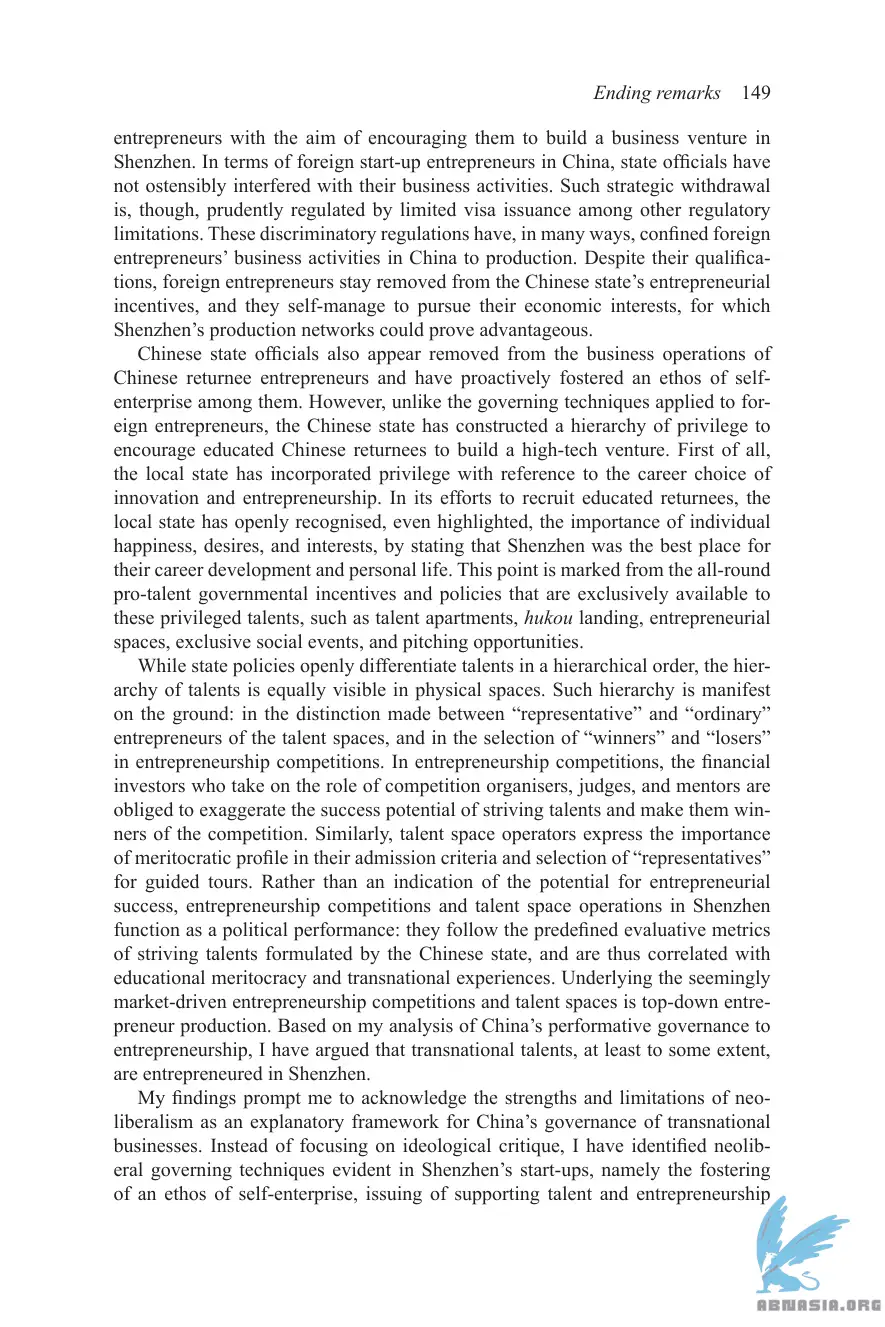 Ending remarks 149
entrepreneurs with the aim of encouraging them to build a business venture in
Shenzhen. In terms of foreign start-up entrepreneurs in China, state officials have
not ostensibly interfered with their business activities. Such strategic withdrawal
is, though, prudently regulated by limited visa issuance among other regulatory
limitations. These discriminatory regulations have, in many ways, confined foreign
entrepreneurs’ business activities in China to production. Despite their qualifica-
tions, foreign entrepreneurs stay removed from the Chinese state’s entrepreneurial
incentives, and they self-manage to pursue their economic interests, for which
Shenzhen’s production networks could prove advantageous.
Chinese state officials also appear removed from the business operations of
Chinese returnee entrepreneurs and have proactively fostered an ethos of self-
enterprise among them. However, unlike the governing techniques applied to for-
eign entrepreneurs, the Chinese state has constructed a hierarchy of privilege to
encourage educated Chinese returnees to build a high-tech venture. First of all,
the local state has incorporated privilege with reference to the career choice of
innovation and entrepreneurship. In its efforts to recruit educated returnees, the
local state has openly recognised, even highlighted, the importance of individual
happiness, desires, and interests, by stating that Shenzhen was the best place for
their career development and personal life. This point is marked from the all-round
pro-talent governmental incentives and policies that are exclusively available to
these privileged talents, such as talent apartments, hukou landing, entrepreneurial
spaces, exclusive social events, and pitching opportunities.
While state policies openly differentiate talents in a hierarchical order, the hier-
archy of talents is equally visible in physical spaces. Such hierarchy is manifest
on the ground: in the distinction made between “representative” and “ordinary”
entrepreneurs of the talent spaces, and in the selection of “winners” and “losers”
in entrepreneurship competitions. In entrepreneurship competitions, the financial
investors who take on the role of competition organisers, judges, and mentors are
obliged to exaggerate the success potential of striving talents and make them win-
ners of the competition. Similarly, talent space operators express the importance
of meritocratic profile in their admission criteria and selection of “representatives”
for guided tours. Rather than an indication of the potential for entrepreneurial
success, entrepreneurship competitions and talent space operations in Shenzhen
function as a political performance: they follow the predefined evaluative metrics
of striving talents formulated by the Chinese state, and are thus correlated with
educational meritocracy and transnational experiences. Underlying the seemingly
market-driven entrepreneurship competitions and talent spaces is top-down entre-
preneur production. Based on my analysis of China’s performative governance to
entrepreneurship, I have argued that transnational talents, at least to some extent,
are entrepreneured in Shenzhen.
My findings prompt me to acknowledge the strengths and limitations of neo-
liberalism as an explanatory framework for China’s governance of transnational
businesses. Instead of focusing on ideological critique, I have identified neolib-
eral governing techniques evident in Shenzhen’s start-ups, namely the fostering
of an ethos of self-enterprise, issuing of supporting talent and entrepreneurship
ABNASIA.ORG